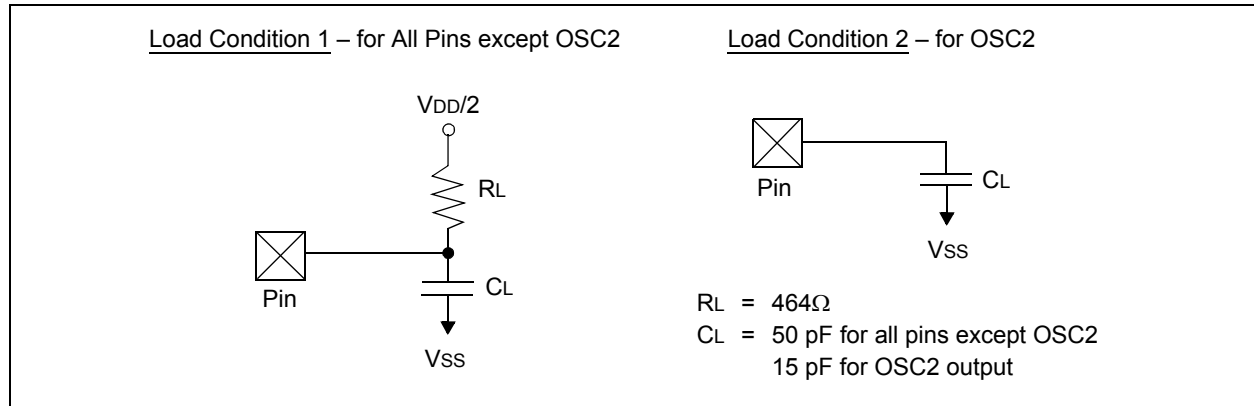 Load Condition 1 – for All Pins except OSC2
VDD/2
RL
Pin
CL
VSS
Load Condition 2 – for OSC2
Pin
CL
VSS
RL = 464Ω
CL = 50 pF for all pins except OSC2
15 pF for OSC2 output